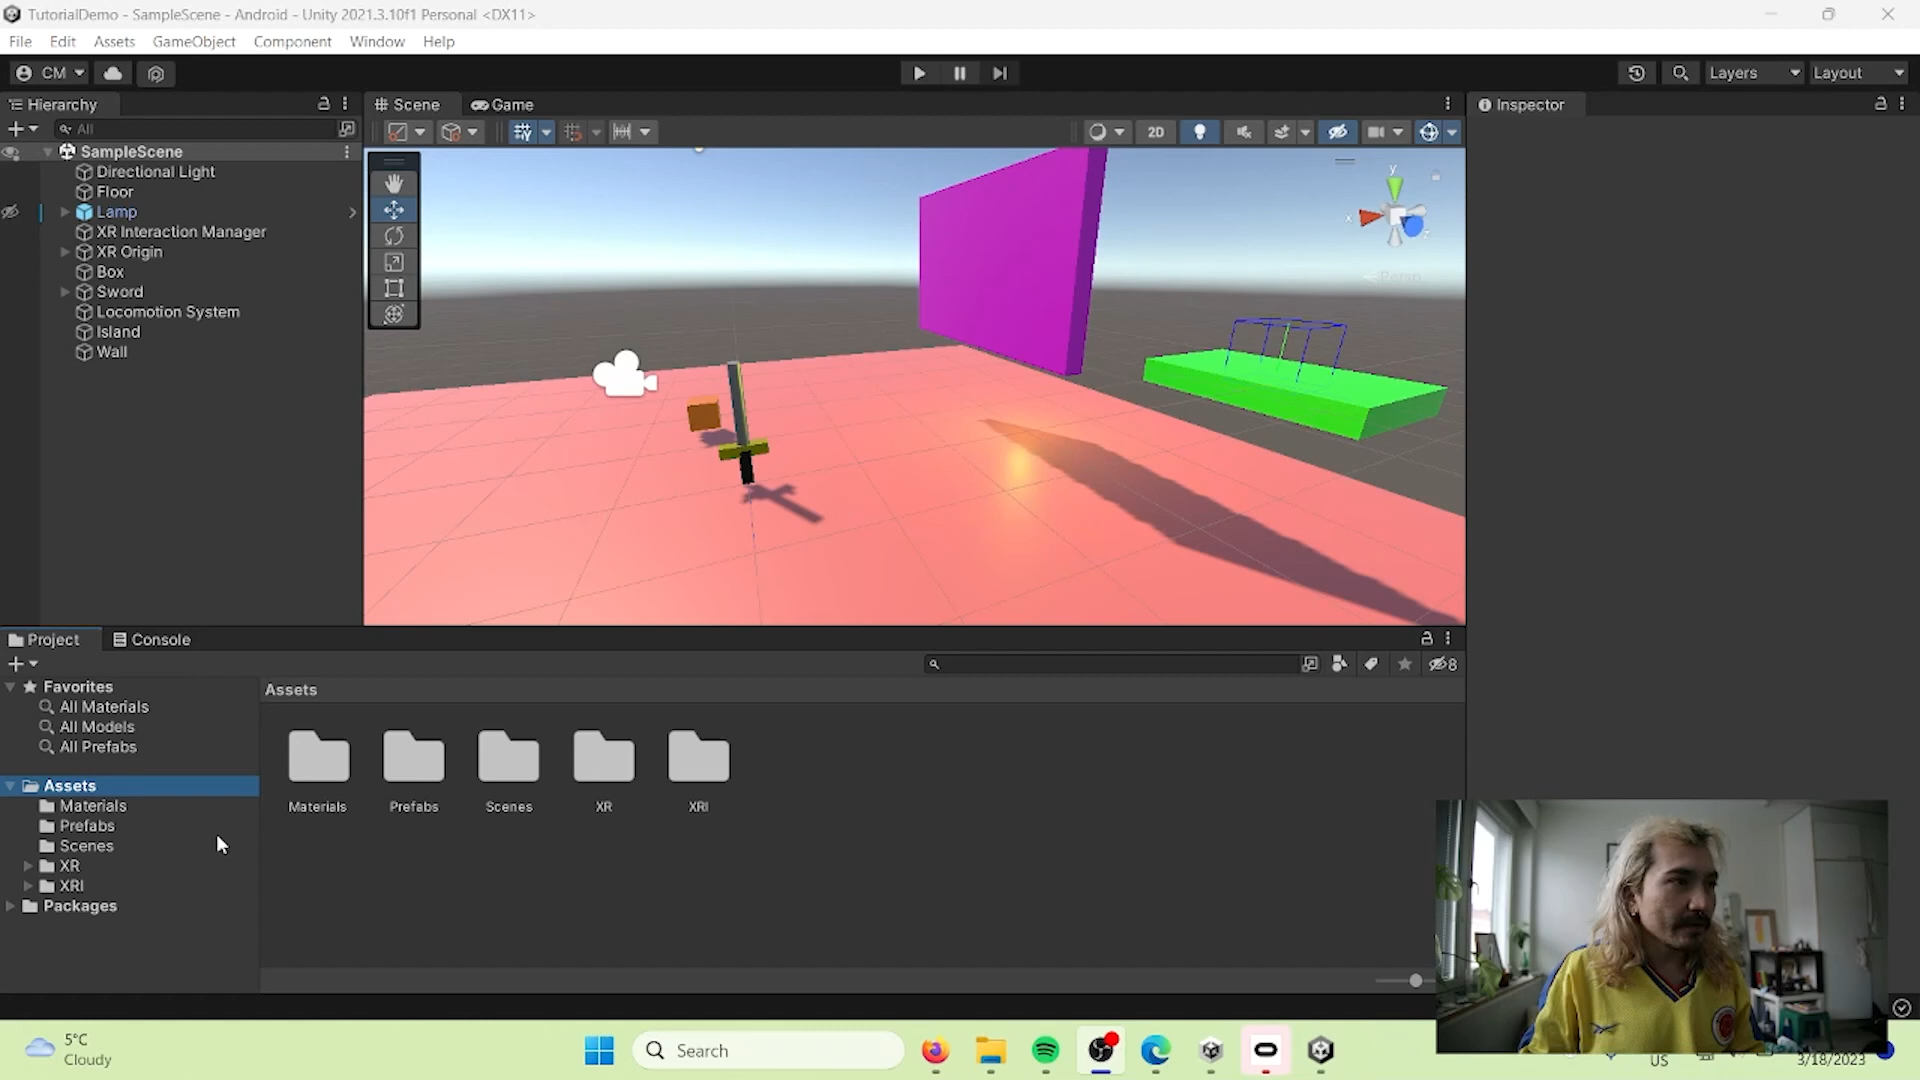 TutorialDemo - SampleScene - Android - Unity 2021.3.10f1 Personal <DX11>
File Edit Assets GameObject Component Window Help
CM
Layers Layout
Hierarchy
Scene Game
Inspector
All
2D
SampleScene
Directional Light
Floor
Lamp
XR Interaction Manager
XR Origin
Box
Sword
Locomotion System
Island
Wall
y
x
z
Persp
Project Console
8
Favorites
All Materials
All Models
All Prefabs
Assets
Materials
Prefabs
Scenes
XR
XRI
Packages
Assets
Materials Prefabs Scenes XR XRI
5°C
Cloudy
Search
US
3/18/2023